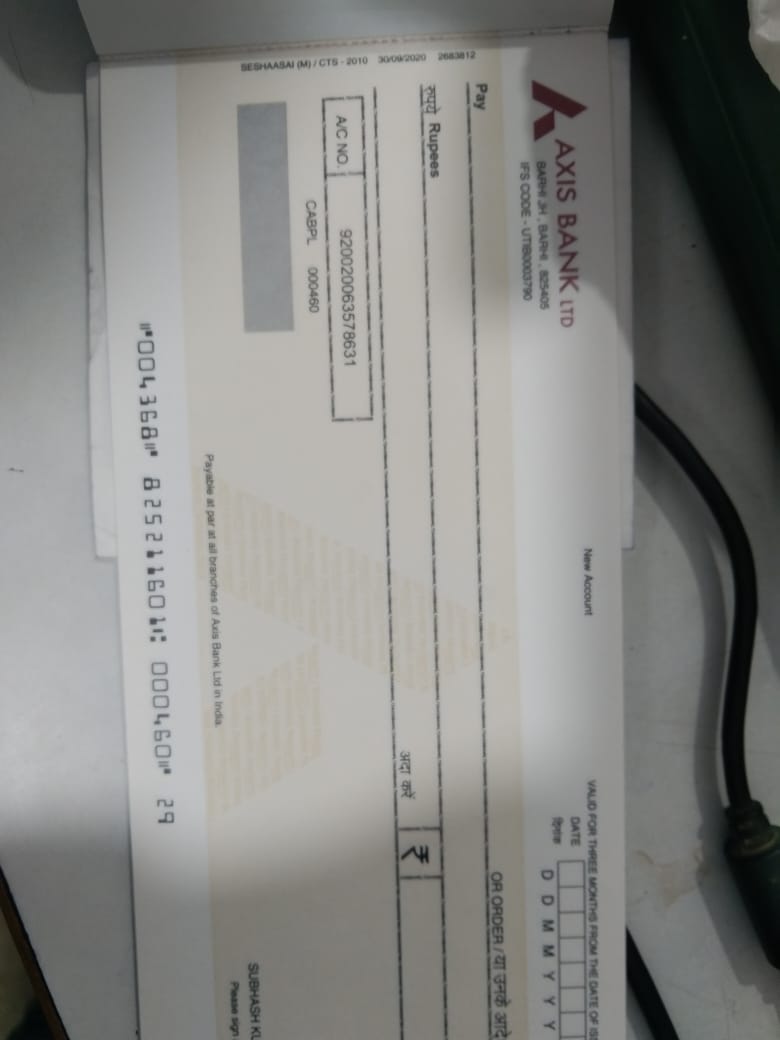 AXIS BANK LTD
BARHI JH , BARHI , 825405
IFS CODE - UTIB0003790
New Account
VALID FOR THREE MONTHS FROM THE DATE OF
DATE
दिनांक
D D M M Y Y Y
Pay
OR ORDER / या उनके
रुपये Rupees
अदा करें
₹
A/C NO.
920020063578631
CABPL 000460
SESHAASAI (M) / CTS - 2010 30/09/2020 2683812
SUBHASH
Please sign
Payable at par at all branches of Axis Bank Ltd in India.
⑈004368⑈ 825211601⑆ 000460⑈ 29